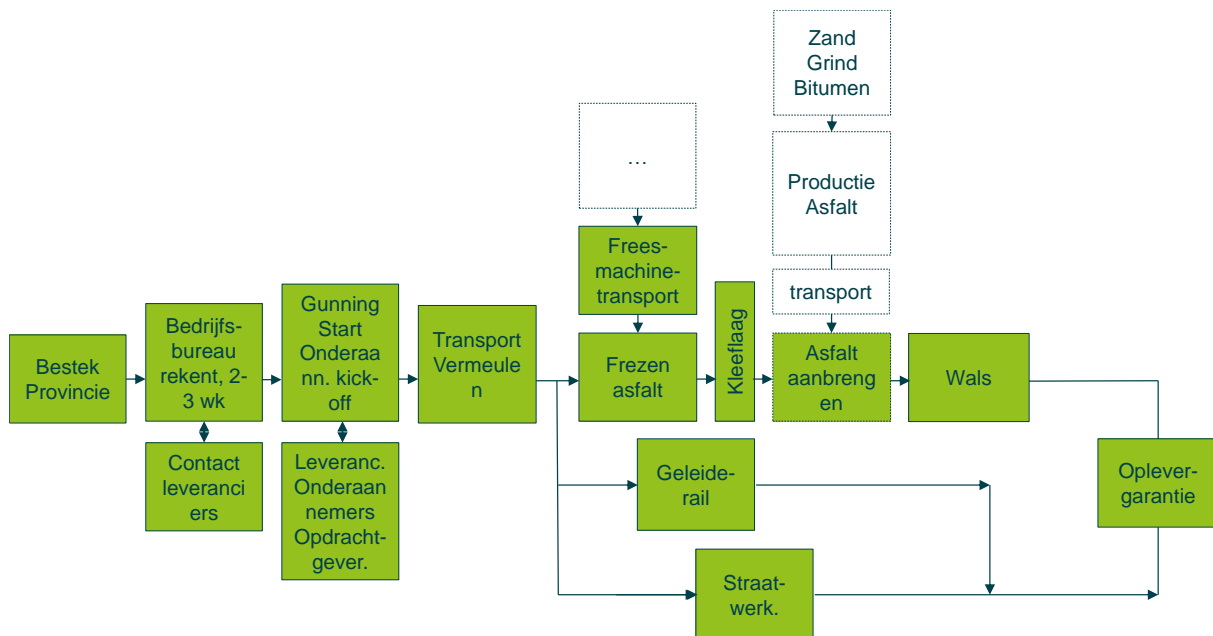 Zand
Grind
Bitumen
…
Productie
Asfalt
Frees-
machine-
transport
transport
Bestek
Provincie
Bedrijfs-
bureau
rekent, 2-
3 wk
Gunning
Start
Onderaa
nn. kick-
off
Transport
Vermeule
n
Frezen
asfalt
Kleeflaag
Asfalt
aanbreng
en
Wals
Contact
leveranci
ers
Leveranc.
Onderaan
nemers
Opdracht-
gever.
Geleide-
rail
Oplever-
garantie
Straat-
werk.